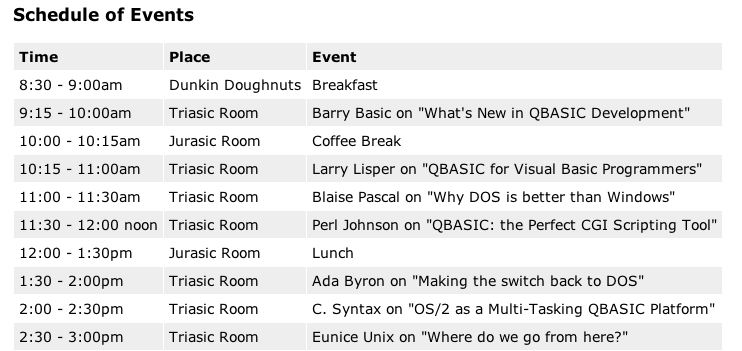 Schedule of Events
Time Place Event
8:30 - 9:00am Dunkin Doughnuts Breakfast
9:15 - 10:00am Triasic Room Barry Basic on "What's New in QBASIC Development"
10:00 - 10:15am Jurasic Room Coffee Break
10:15 - 11:00am Triasic Room Larry Lisper on "QBASIC for Visual Basic Programmers"
11:00 - 11:30am Triasic Room Blaise Pascal on "Why DOS is better than Windows"
11:30 - 12:00 noon Triasic Room Perl Johnson on "QBASIC: the Perfect CGI Scripting Tool"
12:00 - 1:30pm Jurasic Room Lunch
1:30 - 2:00pm Triasic Room Ada Byron on "Making the switch back to DOS"
2:00 - 2:30pm Triasic Room C. Syntax on "OS/2 as a Multi-Tasking QBASIC Platform"
2:30 - 3:00pm Triasic Room Eunice Unix on "Where do we go from here?"